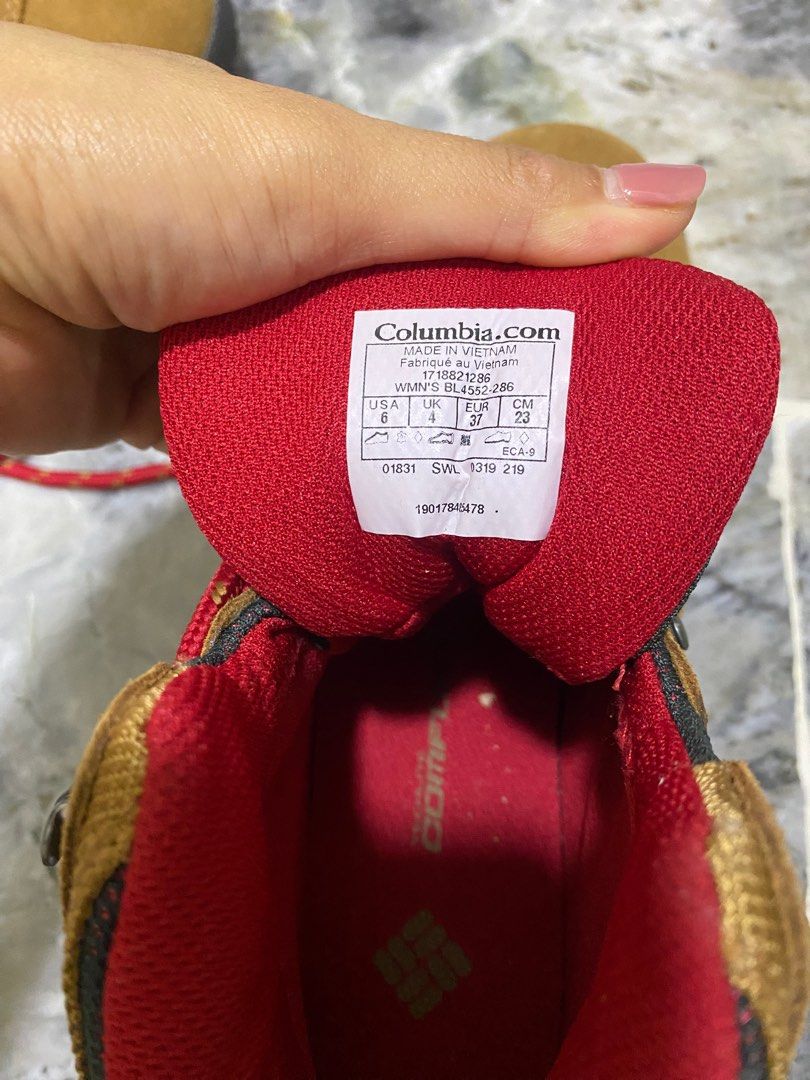 Columbia.com
MADE IN VIETNAM
Fabriqué au Vietnam
1718821286
WMN'S BL4552-286
USA UK EUR CM
6 4 37 23
ECA-9
01831 0319 219